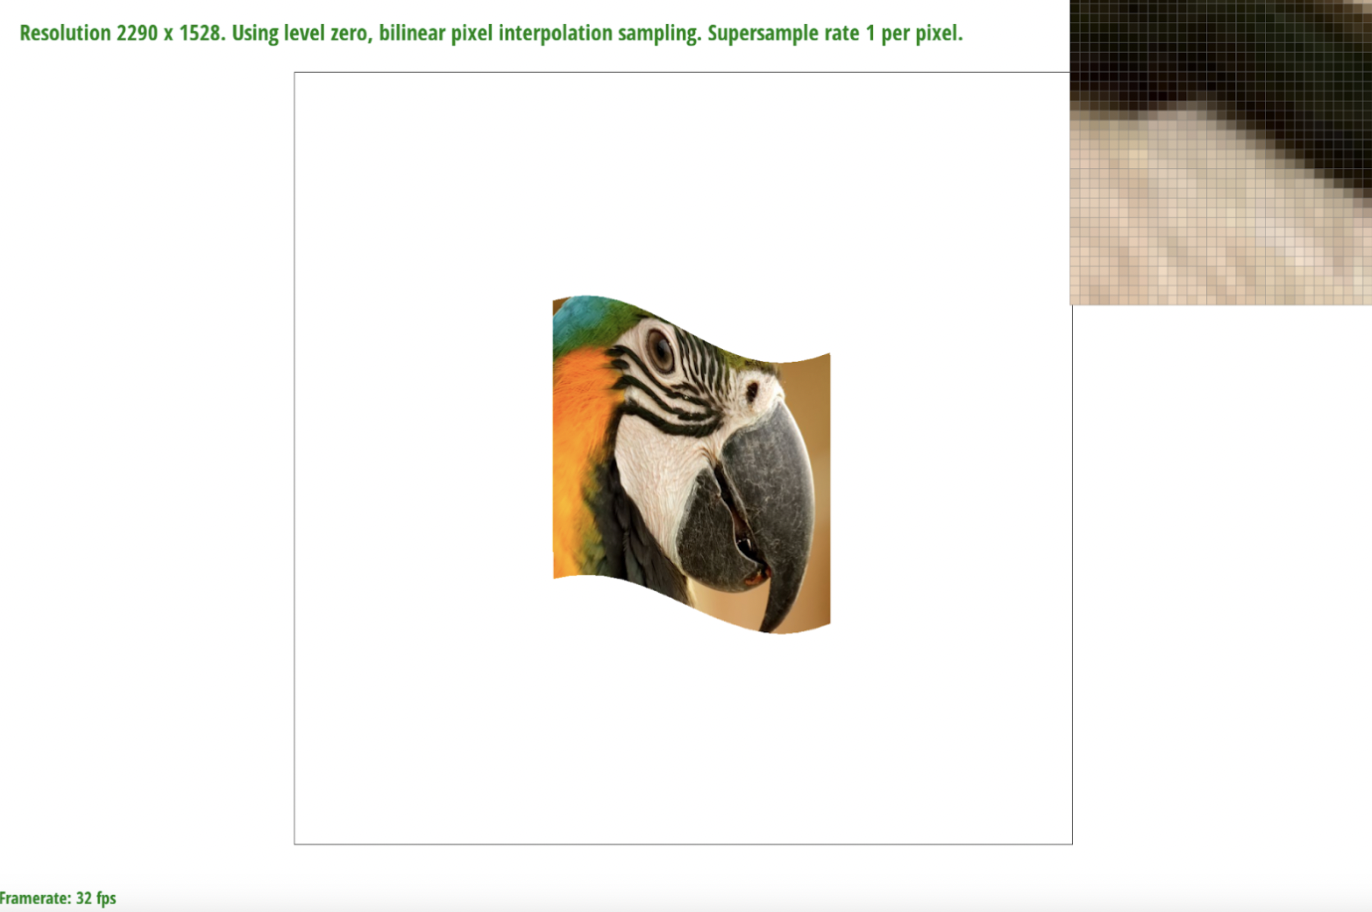 Resolution 2290 x 1528. Using level zero, bilinear pixel interpolation sampling. Supersample rate 1 per pixel.
Framerate: 32 fps